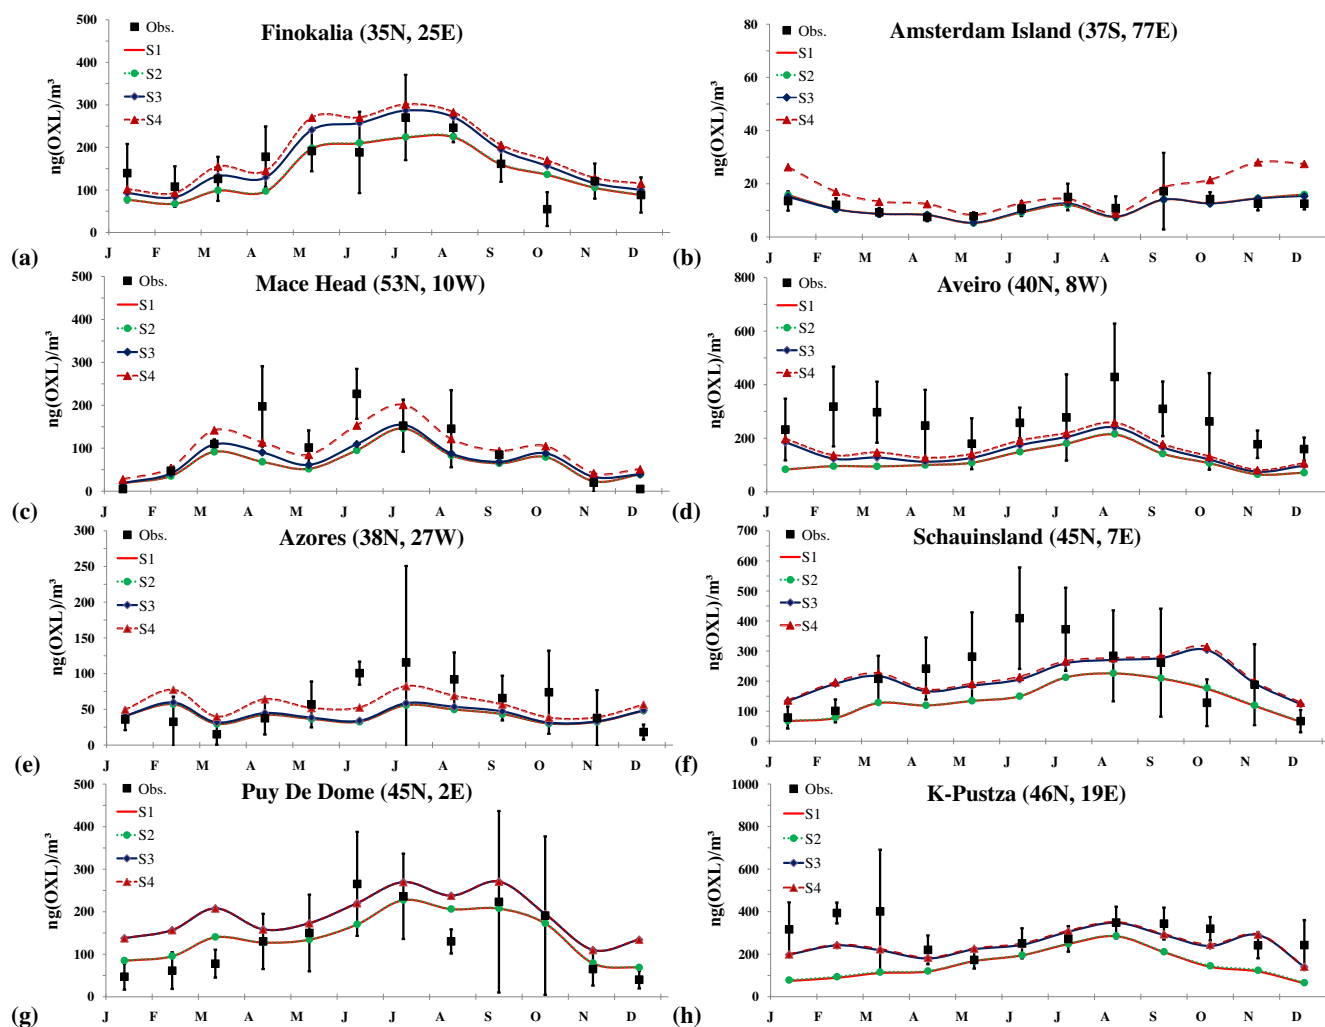 Finokalia (35N, 25E)
ng(OXL)/m³
500
400
300
200
100
0
Obs.
S1
S2
S3
S4
J F M A M J J A S O N D
(a)
Amsterdam Island (37S, 77E)
ng(OXL)/m³
80
60
40
20
0
Obs.
S1
S2
S3
S4
J F M A M J J A S O N D
(b)
Mace Head (53N, 10W)
ng(OXL)/m³
500
400
300
200
100
0
Obs.
S1
S2
S3
S4
J F M A M J J A S O N D
(c)
Aveiro (40N, 8W)
ng(OXL)/m³
800
600
400
200
0
Obs.
S1
S2
S3
S4
J F M A M J J A S O N D
(d)
Azores (38N, 27W)
ng(OXL)/m³
300
250
200
150
100
50
0
Obs.
S1
S2
S3
S4
J F M A M J J A S O N D
(e)
Schauinsland (45N, 7E)
ng(OXL)/m³
700
600
500
400
300
200
100
0
Obs.
S1
S2
S3
S4
J F M A M J J A S O N D
(f)
Puy De Dome (45N, 2E)
ng(OXL)/m³
500
400
300
200
100
0
Obs.
S1
S2
S3
S4
J F M A M J J A S O N D
(g)
K-Pustza (46N, 19E)
ng(OXL)/m³
1000
800
600
400
200
0
Obs.
S1
S2
S3
S4
J F M A M J J A S O N D
(h)